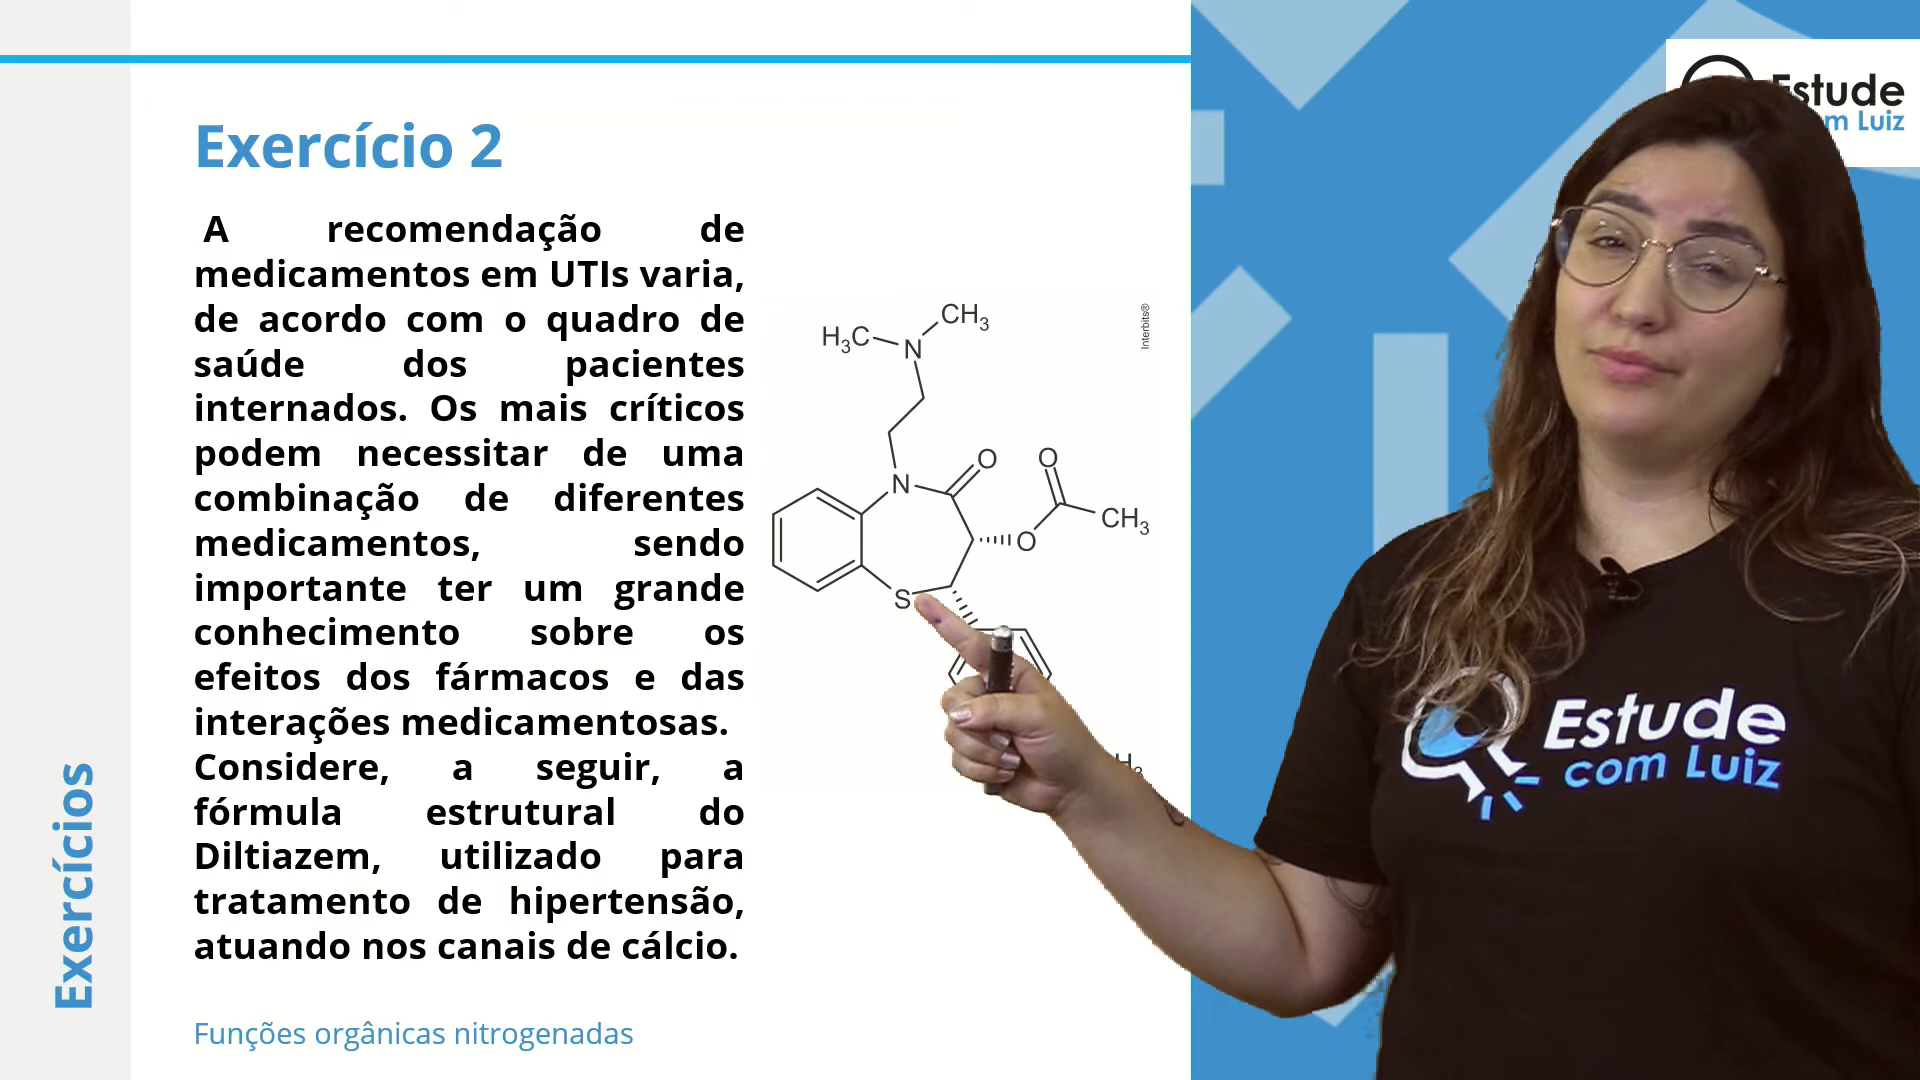 Exercício 2
A recomendação de
medicamentos em UTIs varia,
de acordo com o quadro de
saúde dos pacientes
internados. Os mais críticos
podem necessitar de uma
combinação de diferentes
medicamentos, sendo
importante ter um grande
conhecimento sobre os
efeitos dos fármacos e das
interações medicamentosas.
Considere, a seguir, a
fórmula estrutural do
Diltiazem, utilizado para
tratamento de hipertensão,
atuando nos canais de cálcio.
Funções orgânicas nitrogenadas
Exercícios
CH3
H3C
N
Interbits®
O
O
N
CH3
O
S
H3
Estude
m Luiz
Estude
com Luiz